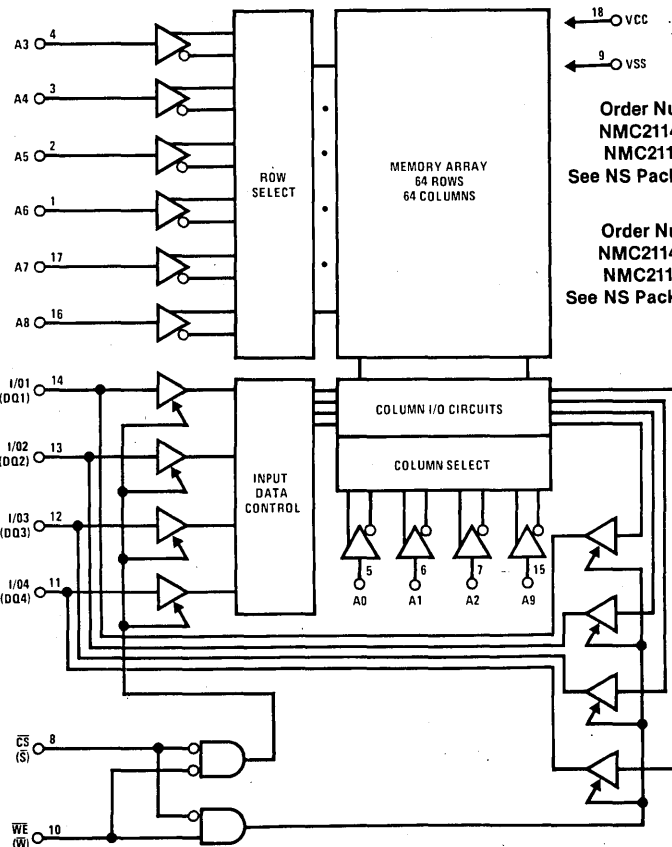 A3 4
A4 3
A5 2
A6 1
A7 17
A8 16
ROW
SELECT
MEMORY ARRAY
64 ROWS
64 COLUMNS
18 VCC
9 VSS
Order Nu
NMC2114
NMC211
See NS Pack
Order Nu
NMC2114
NMC211
See NS Pack
I/O1 14
(DQ1)
I/O2 13
(DQ2)
I/O3 12
(DQ3)
I/O4 11
(DQ4)
INPUT
DATA
CONTROL
COLUMN I/O CIRCUITS
COLUMN SELECT
5 6 7 15
A0 A1 A2 A9
C̅S̅ 8
(S̅)
W̅E̅ 10
(W̅)